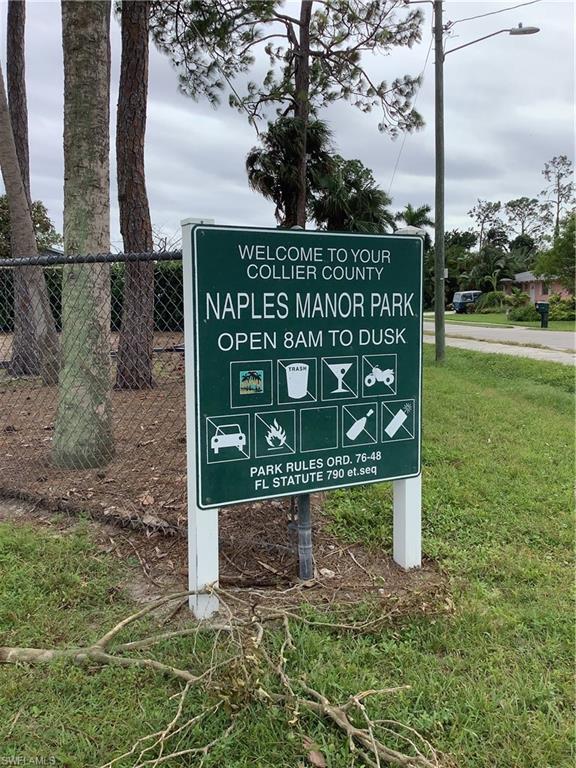 WELCOME TO YOUR
COLLIER COUNTY
NAPLES MANOR PARK
OPEN 8AM TO DUSK
TRASH
PARK RULES ORD. 76-48
FL STATUTE 790 et.seq
SWFLAMLS